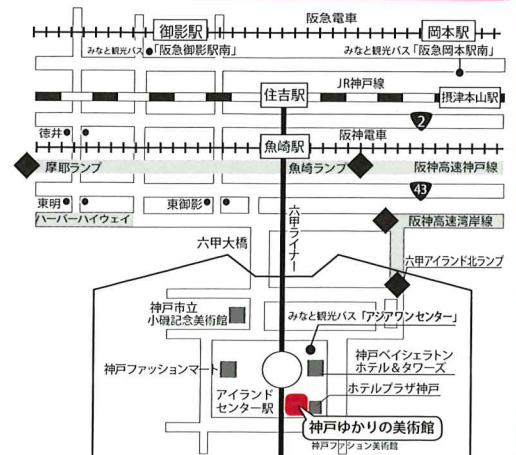 阪急電車
御影駅
岡本駅
みなと観光バス
「阪急御影駅南」
みなと観光バス「阪急岡本駅南」
JR神戸線
住吉駅
摂津本山駅
2
徳井
阪神電車
魚崎駅
摩耶ランプ
魚崎ランプ
阪神高速神戸線
43
東明
東御影
ハーバーハイウェイ
六甲ライナー
阪神高速湾岸線
六甲大橋
六甲アイランド北ランプ
神戸市立
小磯記念美術館
みなと観光バス「アジアワンセンター」
神戸ファッションマート
神戸ベイシェラトン
ホテル&タワーズ
アイランド
センター駅
ホテルプラザ神戸
神戸ゆかりの美術館
神戸ファッション美術館